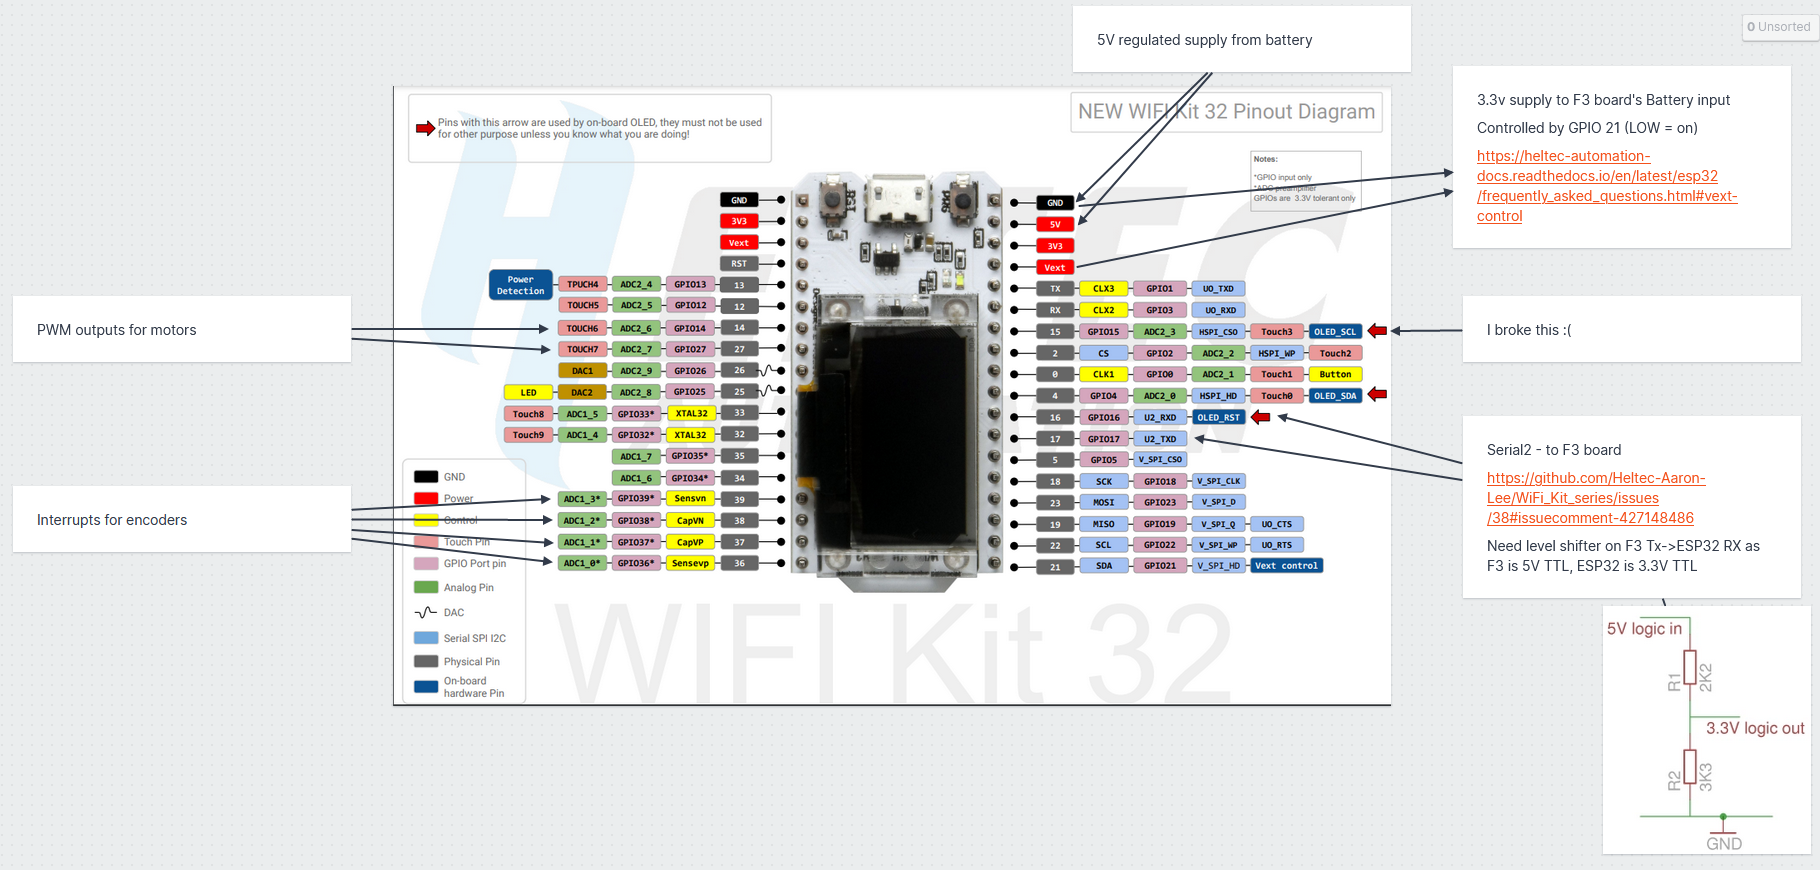 5V regulated supply from battery
0 Unsorted
3.3v supply to F3 board's Battery input
Controlled by GPIO 21 (LOW = on)
https://heltec-automation-
docs.readthedocs.io/en/latest/esp32
/frequently_asked_questions.html#vext-
control
Pins with this arrow are used by on-board OLED, they must not be used
for other purpose unless you know what you are doing!
NEW WIFI Kit 32 Pinout Diagram
Notes:
*GPIO input only
*ADC preamplifier
GPIOs are 3.3V tolerant only
GND
3V3
Vext
RST
Power
Detection
TPUCH4 ADC2_4 GPIO13 13
TOUCH5 ADC2_5 GPIO12 12
TOUCH6 ADC2_6 GPIO14 14
TOUCH7 ADC2_7 GPIO27 27
DAC1 ADC2_9 GPIO26 26
LED DAC2 ADC2_8 GPIO25 25
Touch8 ADC1_5 GPIO33* XTAL32 33
Touch9 ADC1_4 GPIO32* XTAL32 32
ADC1_7 GPIO35* 35
ADC1_6 GPIO34* 34
ADC1_3* GPIO39* Sensvn 39
ADC1_2* GPIO38* CapVN 38
ADC1_1* GPIO37* CapVP 37
ADC1_0* GPIO36* Sensevp 36
GND
5V
3V3
Vext
TX CLX3 GPIO1 UO_TXD
RX CLX2 GPIO3 UO_RXD
15 GPIO15 ADC2_3 HSPI_CSO Touch3 OLED_SCL
2 CS GPIO2 ADC2_2 HSPI_WP Touch2
0 CLK1 GPIO0 ADC2_1 Touch1 Button
4 GPIO4 ADC2_0 HSPI_HD Touch0 OLED_SDA
16 GPIO16 U2_RXD OLED_RST
17 GPIO17 U2_TXD
5 GPIO5 V_SPI_CSO
18 SCK GPIO18 V_SPI_CLK
23 MOSI GPIO23 V_SPI_D
19 MISO GPIO19 V_SPI_Q UO_CTS
22 SCL GPIO22 V_SPI_WP UO_RTS
21 SDA GPIO21 V_SPI_HD Vext control
RST
PRG
PWM outputs for motors
I broke this :(
Serial2 - to F3 board
https://github.com/Heltec-Aaron-
Lee/WiFi_Kit_series/issues
/38#issuecomment-427148486
Need level shifter on F3 Tx->ESP32 RX as
F3 is 5V TTL, ESP32 is 3.3V TTL
Interrupts for encoders
GND
Power
Control
Touch Pin
GPIO Port pin
Analog Pin
DAC
Serial SPI I2C
Physical Pin
On-board
hardware Pin
WIFI Kit 32
5V logic in
R1
2K2
3.3V logic out
R2
3K3
GND